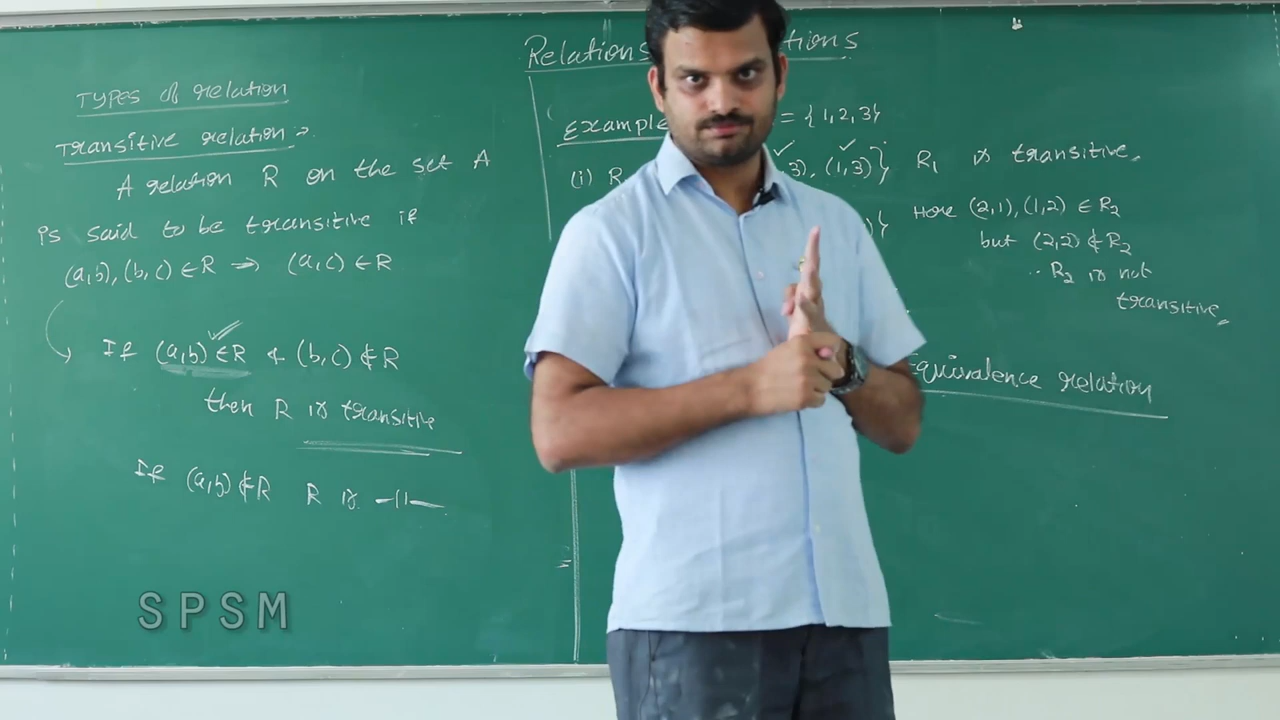 TYPES of relation
Transitive relation :-
A relation R on the set A
is said to be transitive if
(a,b), (b,c) ∈ R ⇒ (a,c) ∈ R
If (a,b) ∈ R & (b,c) ∉ R
then R is transitive
If (a,b) ∉ R R is -||-
Relations tions
Example = {1,2,3}
(i) R 3), (1,3)} R₁ is transitive.
)} Here (2,1), (1,2) ∈ R₂
but (2,2) ∉ R₂
∴ R₂ is not
transitive.
Equivalence relation
SPSM